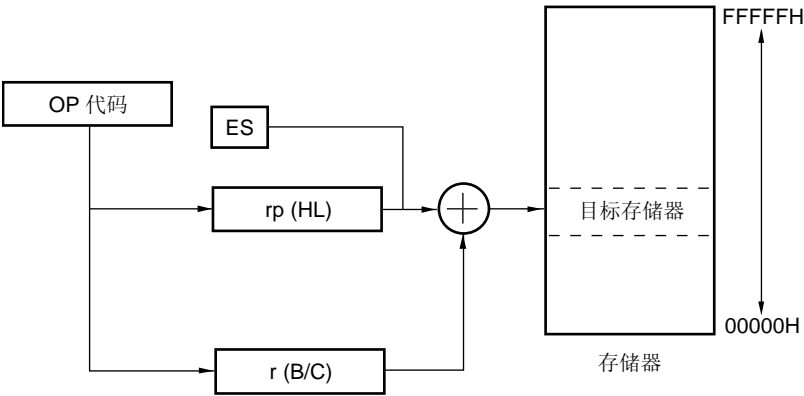 FFFFFH
OP 代码
ES
rp (HL)
目标存储器
r (B/C)
00000H
存储器